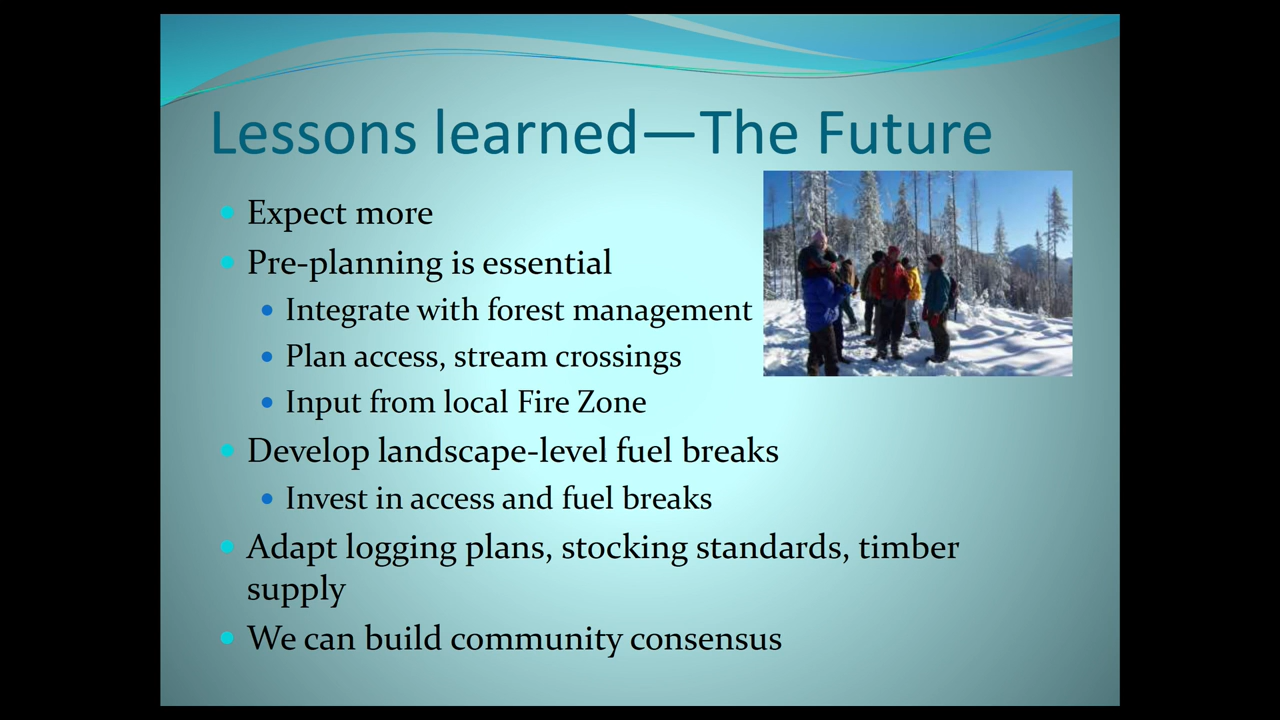 Lessons learned—The Future
Expect more
Pre-planning is essential
Integrate with forest management
Plan access, stream crossings
Input from local Fire Zone
Develop landscape-level fuel breaks
Invest in access and fuel breaks
Adapt logging plans, stocking standards, timber
supply
We can build community consensus